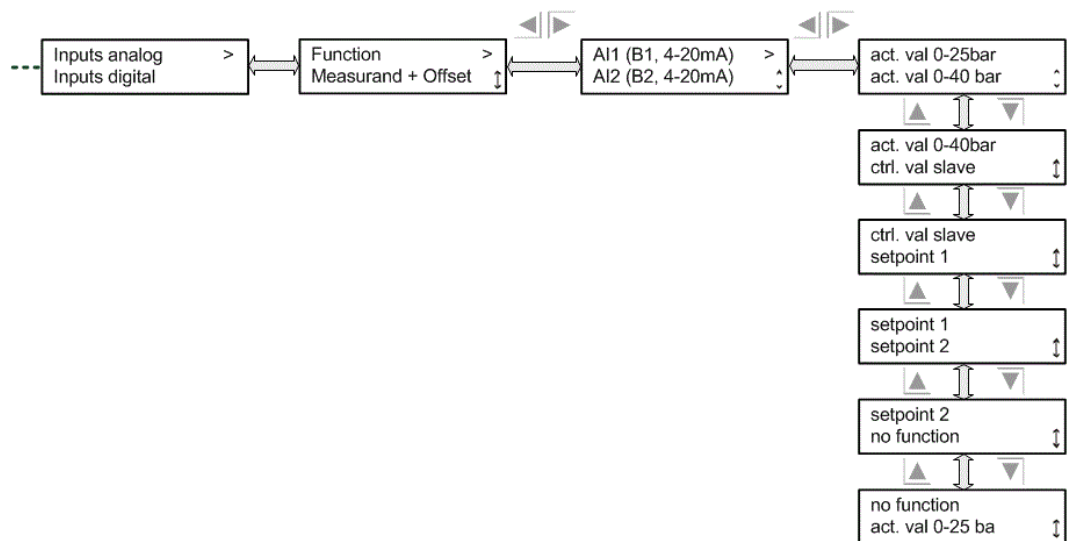 Inputs analog >
Inputs digital
Function >
Measurand + Offset
AI1 (B1, 4-20mA) >
AI2 (B2, 4-20mA)
act. val 0-25bar
act. val 0-40 bar
act. val 0-40bar
ctrl. val slave
ctrl. val slave
setpoint 1
setpoint 1
setpoint 2
setpoint 2
no function
no function
act. val 0-25 ba